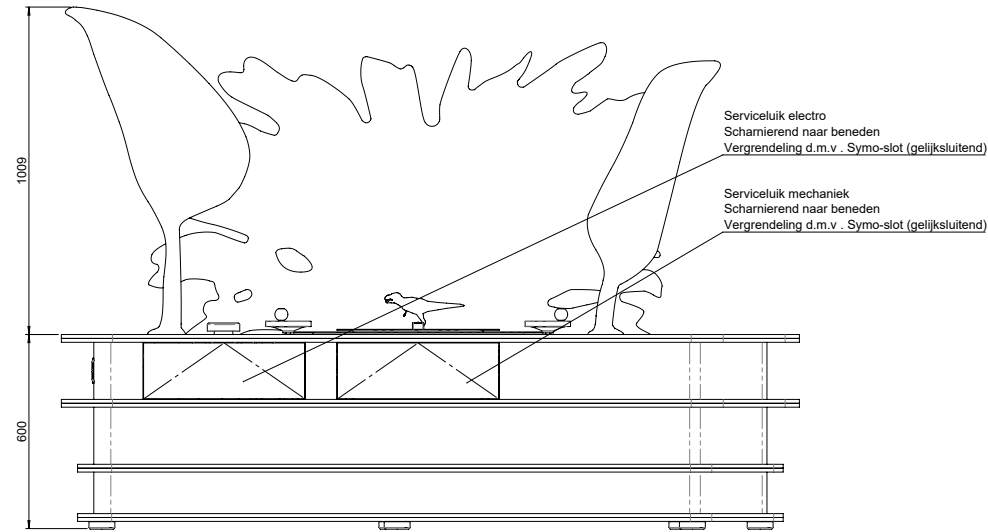 1009
Serviceluik electro
Scharnierend naar beneden
Vergrendeling d.m.v . Symo-slot (gelijksluitend)
Serviceluik mechaniek
Scharnierend naar beneden
Vergrendeling d.m.v . Symo-slot (gelijksluitend)
600